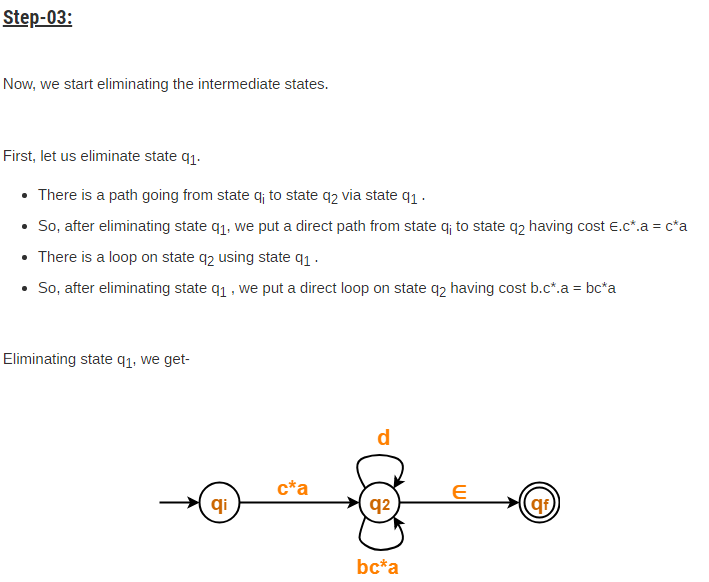 Step-03:
Now, we start eliminating the intermediate states.
First, let us eliminate state q1.
• There is a path going from state qi to state q2 via state q1 .
• So, after eliminating state q1, we put a direct path from state qi to state q2 having cost ∈.c*.a = c*a
• There is a loop on state q2 using state q1 .
• So, after eliminating state q1 , we put a direct loop on state q2 having cost b.c*.a = bc*a
Eliminating state q1, we get-
d
c*a
∈
qi
q2
qf
bc*a